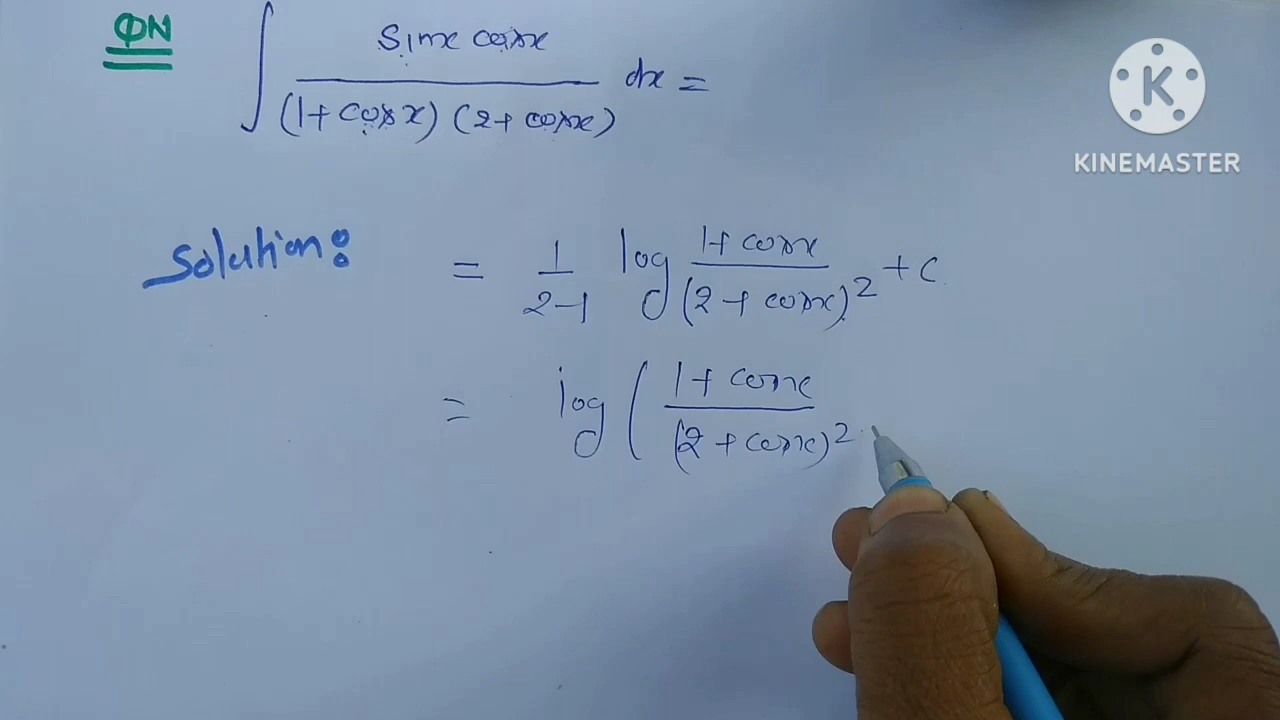 QN ∫ sinx cosx / (1+ cosx) (2+ cosx) dx =
KINEMASTER
Solution: = 1/2-1 log 1+ cosx / (2 + cosx)² + c
= log ( 1+ cosx / (2 + cosx)²